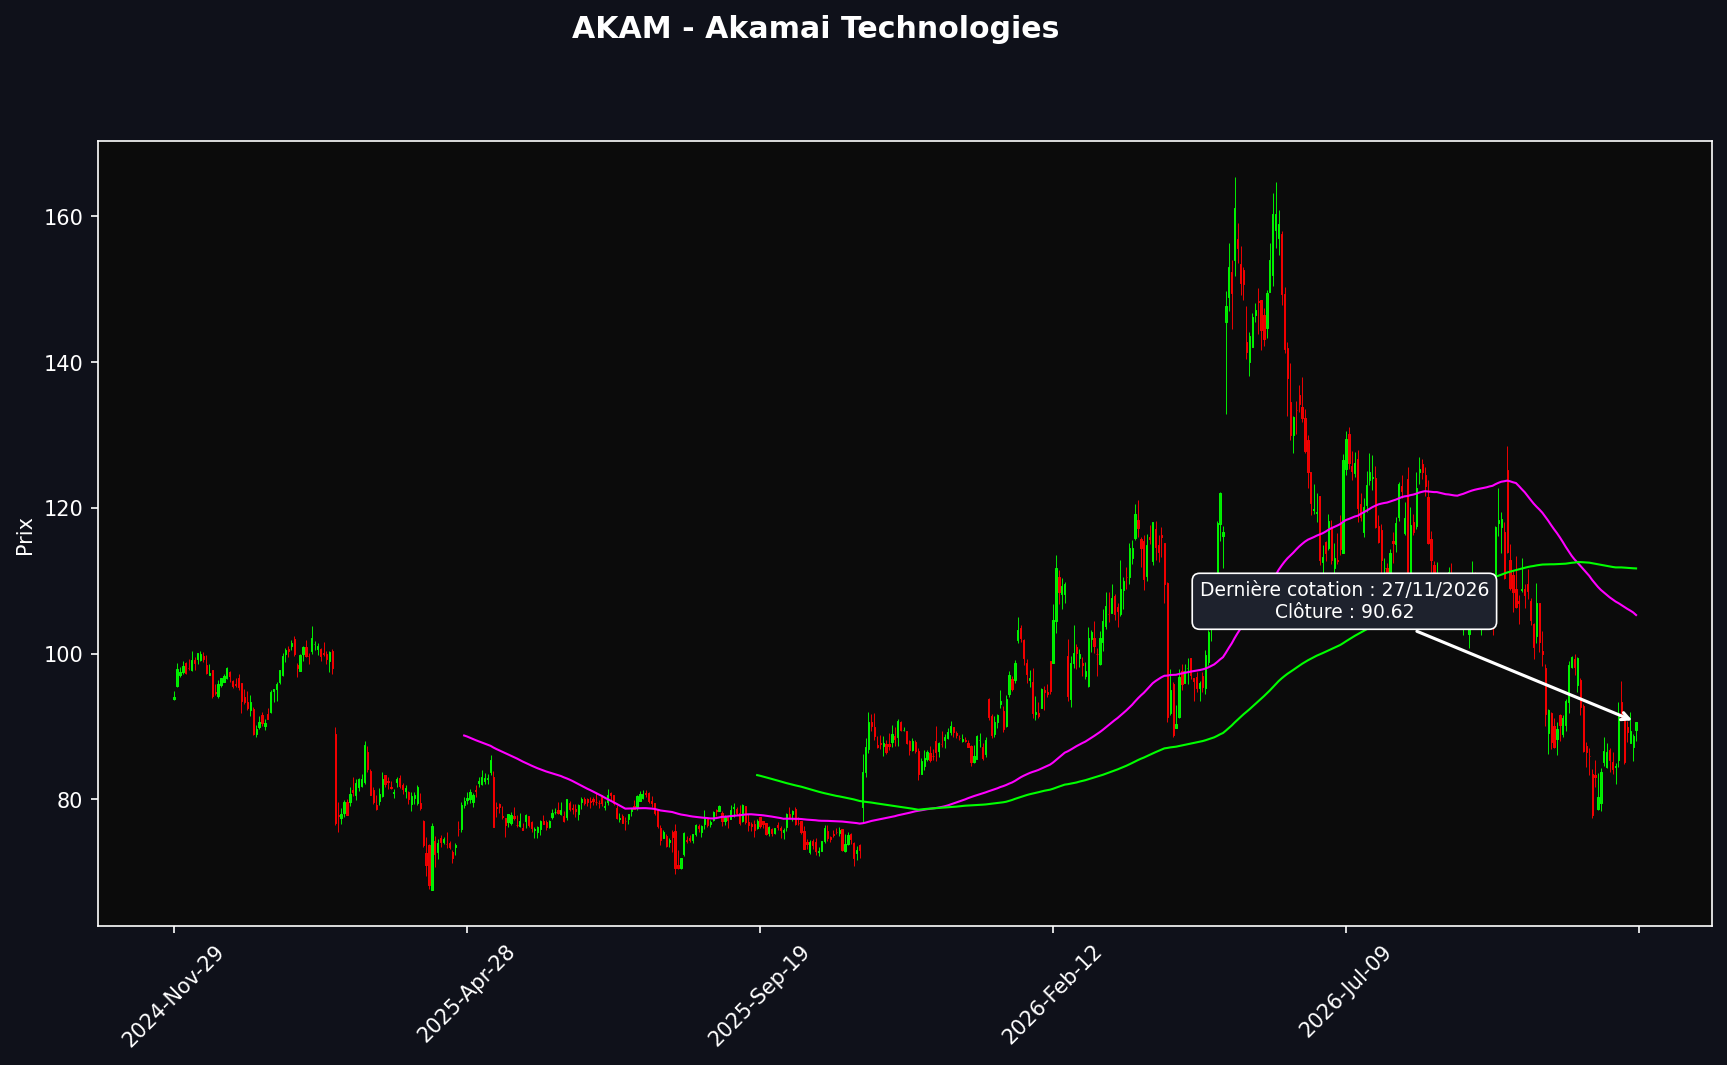 AKAM - Akamai Technologies
Prix
160
140
120
100
80
Dernière cotation : 27/11/2026
Clôture : 90.62
2024-Nov-29
2025-Apr-28
2025-Sep-19
2026-Feb-12
2026-Jul-09